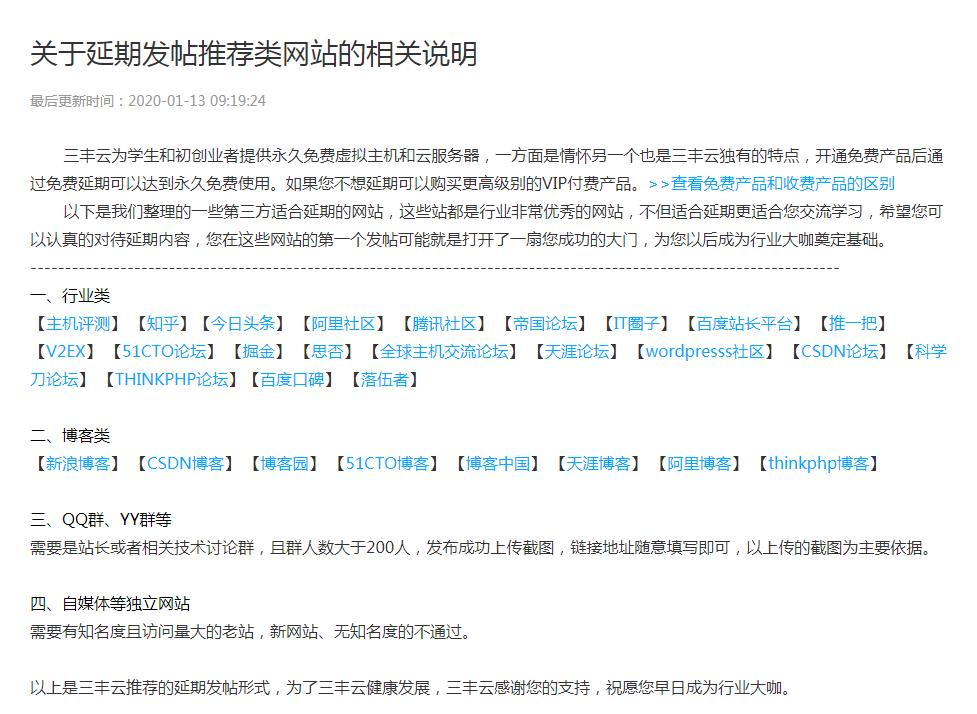 关于延期发帖推荐类网站的相关说明
最后更新时间：2020-01-13 09:19:24
三丰云为学生和初创业者提供永久免费虚拟主机和云服务器，一方面是情怀另一个也是三丰云独有的特点，开通免费产品后通
过免费延期可以达到永久免费使用。如果您不想延期可以购买更高级别的VIP付费产品。>>查看免费产品和收费产品的区别
以下是我们整理的一些第三方适合延期的网站，这些站都是行业非常优秀的网站，不但适合延期更适合您交流学习，希望您可
以认真的对待延期内容，您在这些网站的第一个发帖可能就是打开了一扇您成功的大门，为您以后成为行业大咖奠定基础。
---------------------------------------------------------------------------------------------------------------------
一、行业类
【主机评测】 【知乎】【今日头条】 【阿里社区】 【腾讯社区】 【帝国论坛】 【IT圈子】 【百度站长平台】 【推一把】
【V2EX】 【51CTO论坛】 【掘金】 【思否】 【全球主机交流论坛】 【天涯论坛】 【wordpresss社区】 【CSDN论坛】 【科学
刀论坛】 【THINKPHP论坛】【百度口碑】 【落伍者】
二、博客类
【新浪博客】 【CSDN博客】 【博客园】 【51CTO博客】 【博客中国】 【天涯博客】 【阿里博客】 【thinkphp博客】
三、QQ群、YY群等
需要是站长或者相关技术讨论群，且群人数大于200人，发布成功上传截图，链接地址随意填写即可，以上传的截图为主要依据。
四、自媒体等独立网站
需要有知名度且访问量大的老站，新网站、无知名度的不通过。
以上是三丰云推荐的延期发帖形式，为了三丰云健康发展，三丰云感谢您的支持，祝愿您早日成为行业大咖。